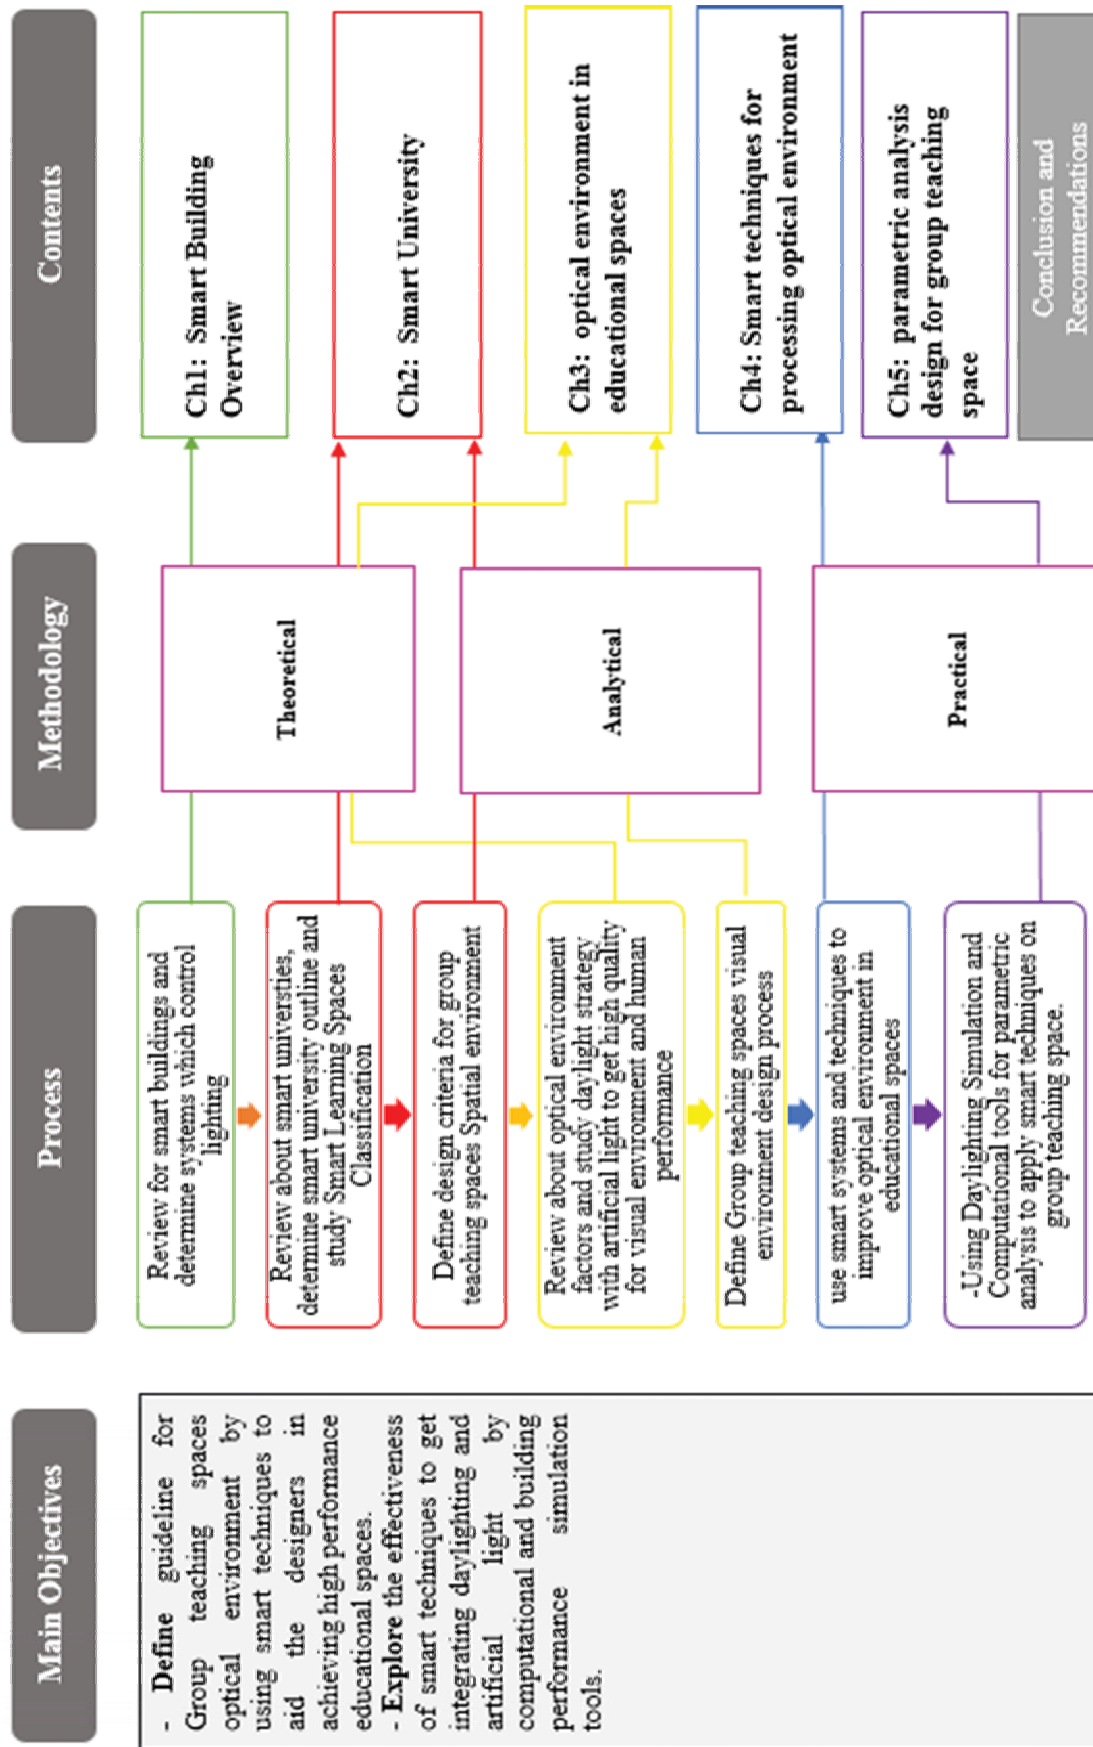 Main Objectives
- Define guideline for
Group teaching spaces
optical environment by
using smart techniques to
aid the designers in
achieving high performance
educational spaces.
- Explore the effectiveness
of smart techniques to get
integrating daylighting and
artificial light by
computational and building
performance simulation
tools.
Process
Review for smart buildings and
determine systems which control
lighting
Review about smart universties,
determine smart university outline and
study Smart Learning Spaces
Classification
Define design criteria for group
teaching spaces Spatial environment
Review about optical environment
factors and study daylight strategy
with artificial light to get high quality
for visual environment and human
performance
Define Group teaching spaces visual
environment design process
use smart systems and techniques to
improve optical environment in
educational spaces
-Using Daylighting Simulation and
Computational tools for parametric
analysis to apply smart techniques on
group teaching space.
Methodology
Theoretical
Analytical
Practical
Contents
Ch1: Smart Building
Overview
Ch2: Smart University
Ch3: optical environment in
educational spaces
Ch4: Smart techniques for
processing optical environment
Ch5: parametric analysis
design for group teaching
space
Conclusion and
Recommendations